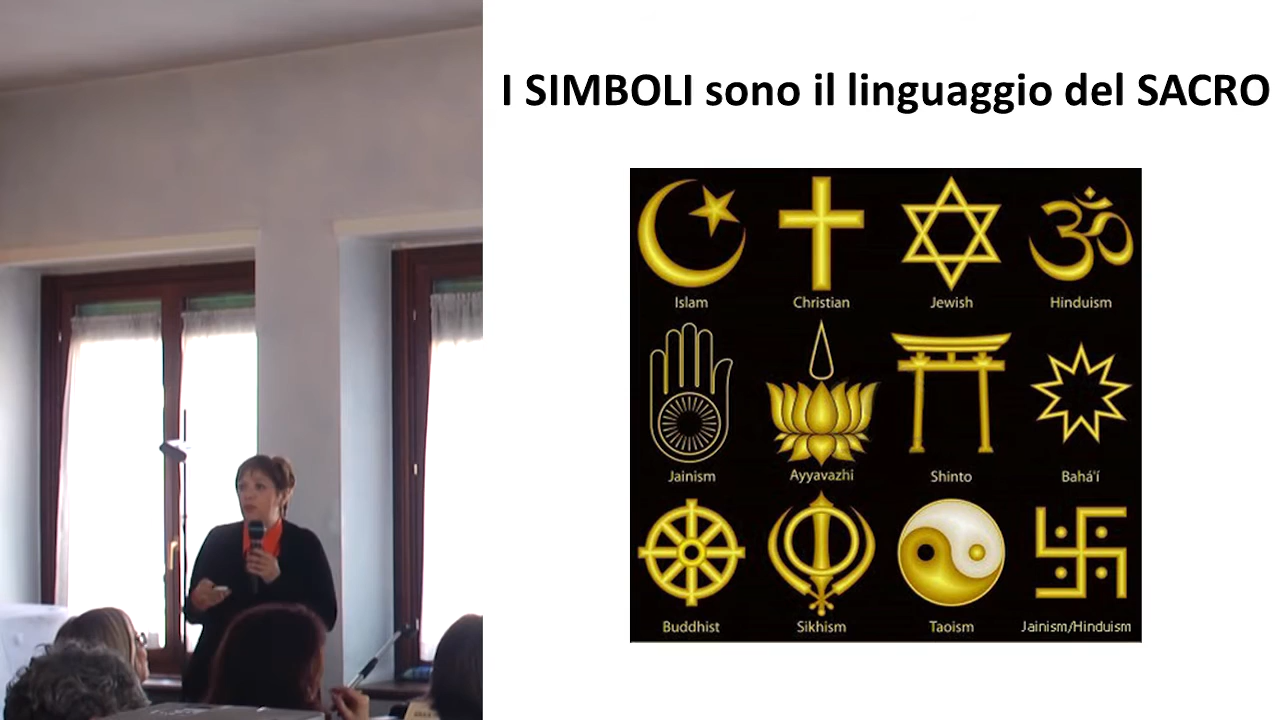 I SIMBOLI sono il linguaggio del SACRO
Islam Christian Jewish Hinduism
Jainism Ayyavazhi Shinto Bahá'í
Buddhist Sikhism Taoism Jainism/Hinduism